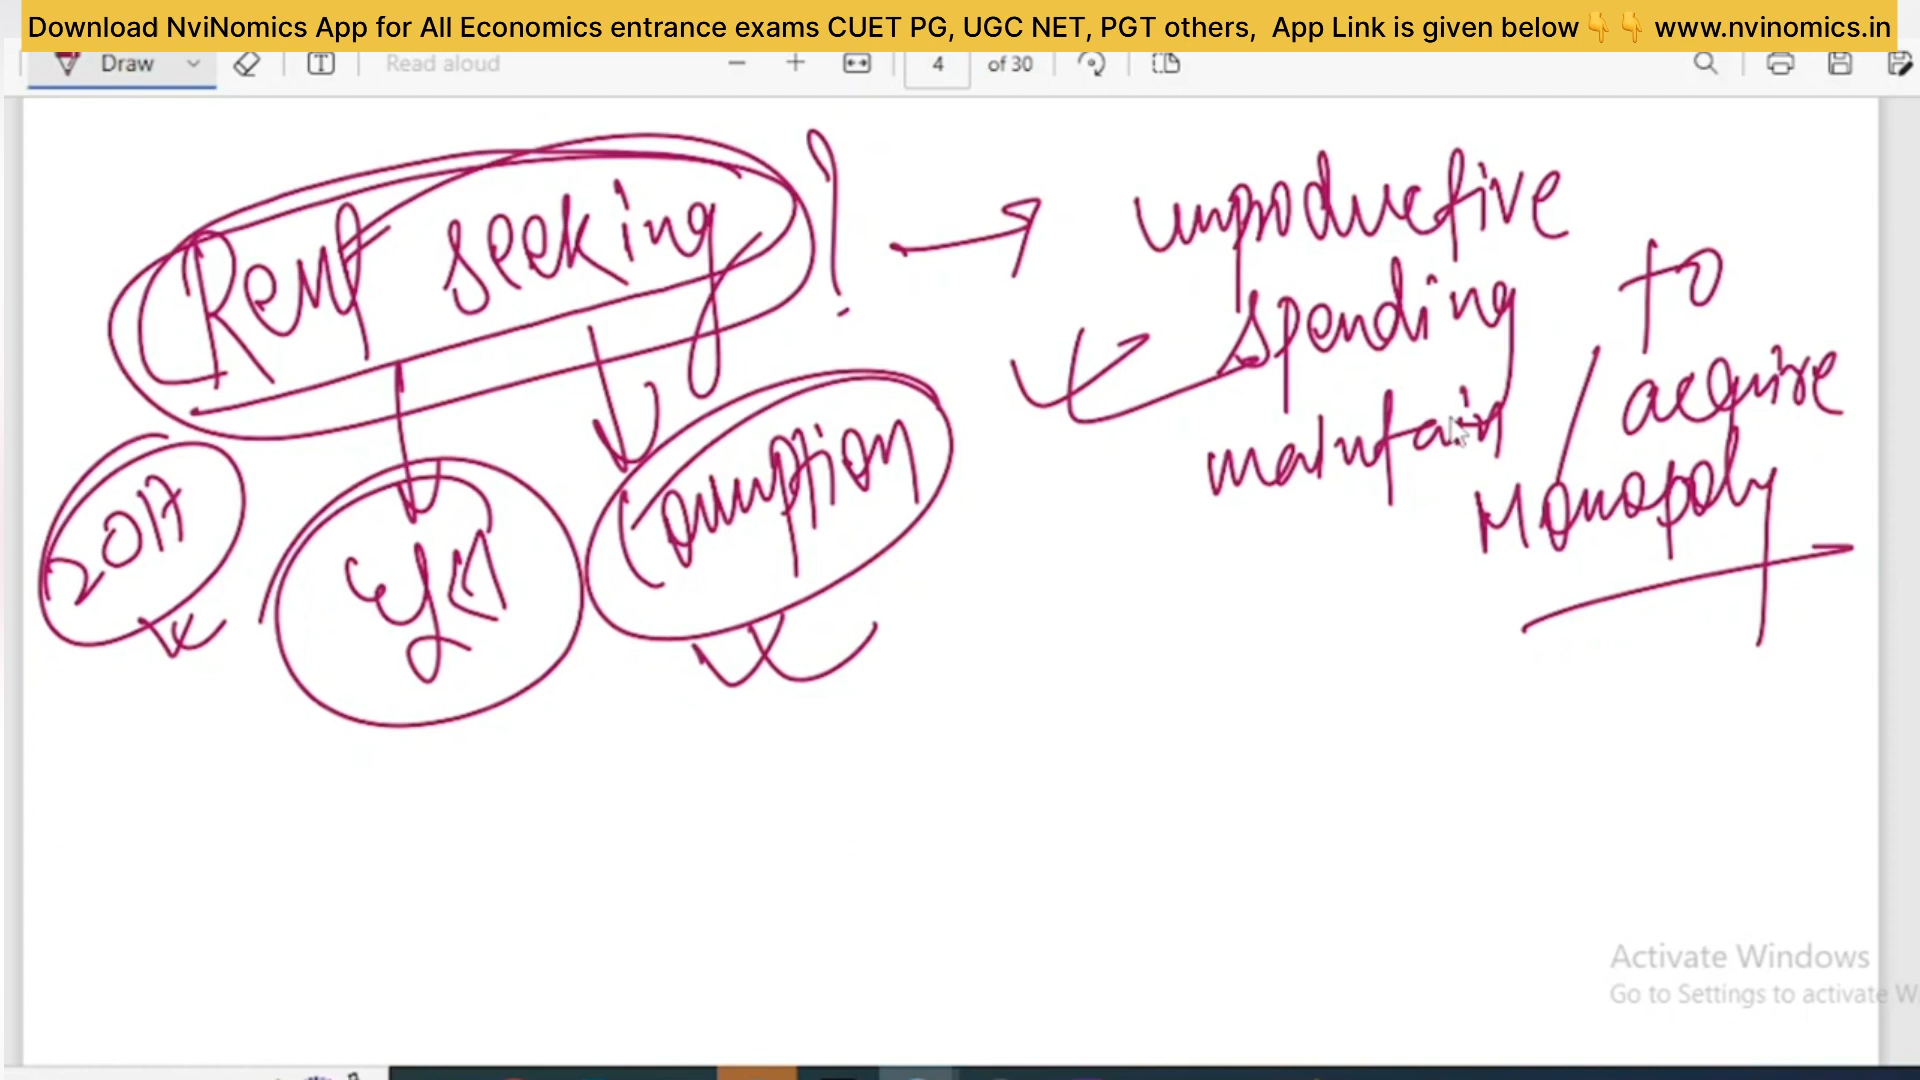 Download NviNomics App for All Economics entrance exams CUET PG, UGC NET, PGT others, App Link is given below👇👇 www.nvinomics.in
Draw Read aloud 4 of 30
Rent seeking ! → unproductive
spending to
maintain / acquire
Monopoly
2017 घूस Corruption
Activate Windows
Go to Settings to activate W